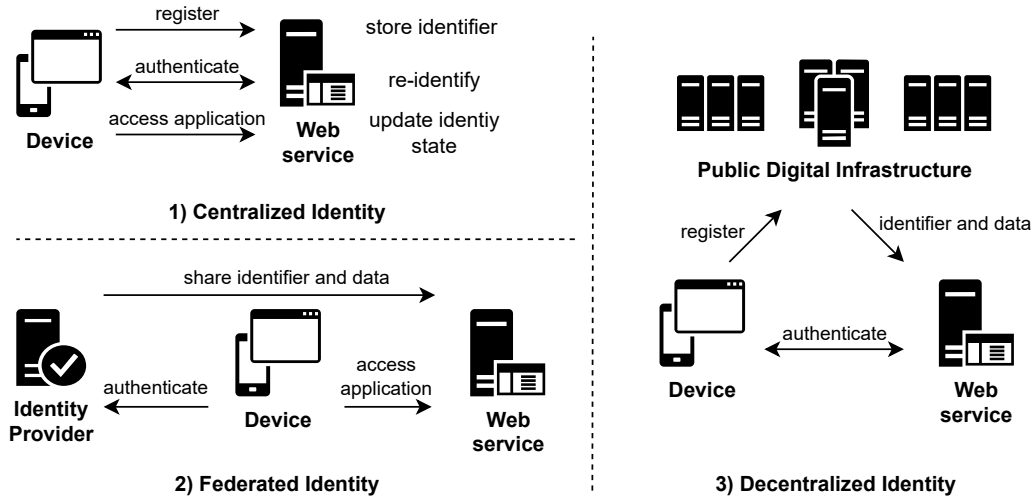 register
store identifier
authenticate
re-identify
access application
update identiy
state
Device
Web
service
1) Centralized Identity
share identifier and data
authenticate
access
application
Identity
Provider
Device
Web
service
2) Federated Identity
Public Digital Infrastructure
register
identifier and data
authenticate
Device
Web
service
3) Decentralized Identity